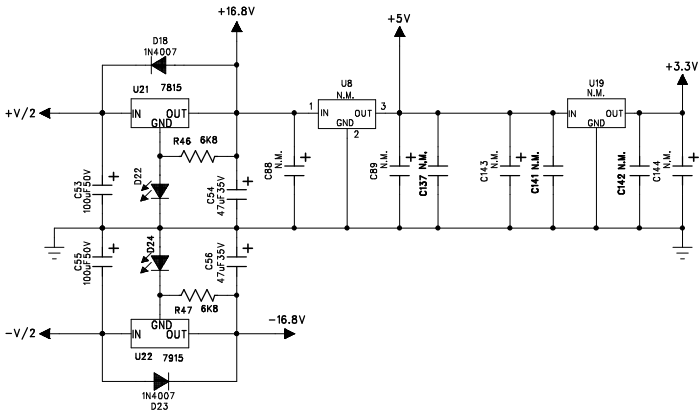 +16.8V
+5V
+3.3V
D18
1N4007
U21 7815
+V/2
IN OUT
GND
R46 6K8
D22
C53
100uF50V
C54
47uF35V
U8
N.M.
1
3
IN OUT
GND
2
C88
N.M.
C89
N.M.
C137 N.M.
C143
N.M.
C141 N.M.
U19
N.M.
IN OUT
GND
C142 N.M.
C144
N.M.
C55
100uF50V
D24
C56
47uF35V
R47 6K8
-V/2
IN OUT
GND
U22 7915
-16.8V
1N4007
D23